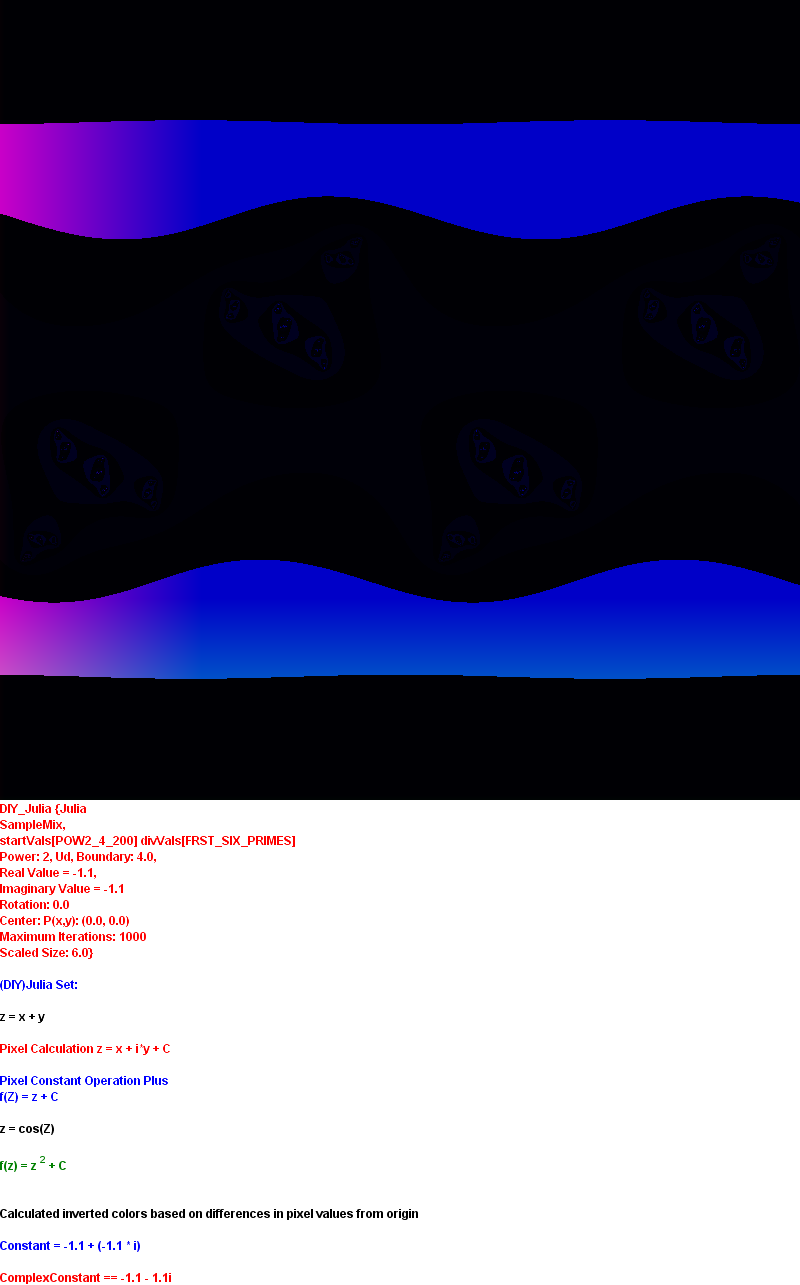 DIY_Julia {Julia
SampleMix,
startVals[POW2_4_200] divVals[FRST_SIX_PRIMES]
Power: 2, Ud, Boundary: 4.0,
Real Value = -1.1,
Imaginary Value = -1.1
Rotation: 0.0
Center: P(x,y): (0.0, 0.0)
Maximum Iterations: 1000
Scaled Size: 6.0}
(DIY)Julia Set:
z = x + y
Pixel Calculation z = x + i*y + C
Pixel Constant Operation Plus
f(Z) = z + C
z = cos(Z)
f(z) = z 2 + C
Calculated inverted colors based on differences in pixel values from origin
Constant = -1.1 + (-1.1 * i)
ComplexConstant == -1.1 - 1.1i